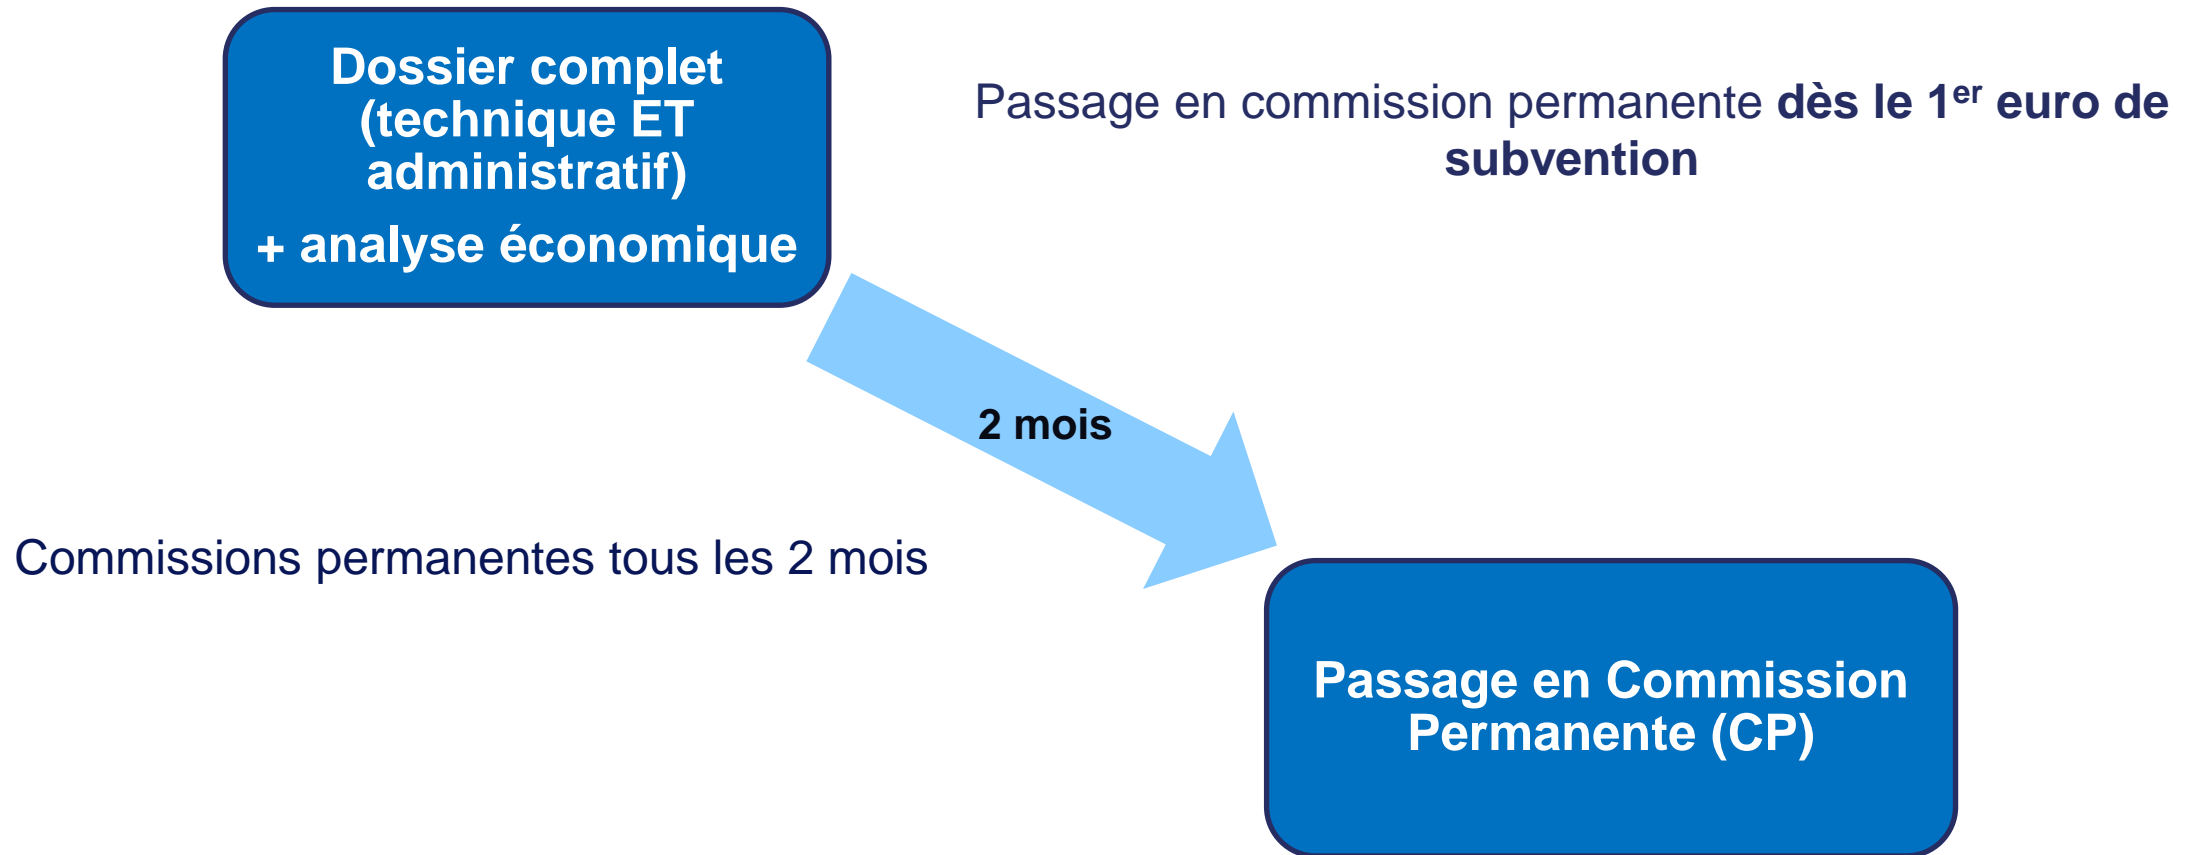 Dossier complet
(technique ET
administratif)
+ analyse économique
Passage en commission permanente dès le 1er euro de
subvention
2 mois
Commissions permanentes tous les 2 mois
Passage en Commission
Permanente (CP)